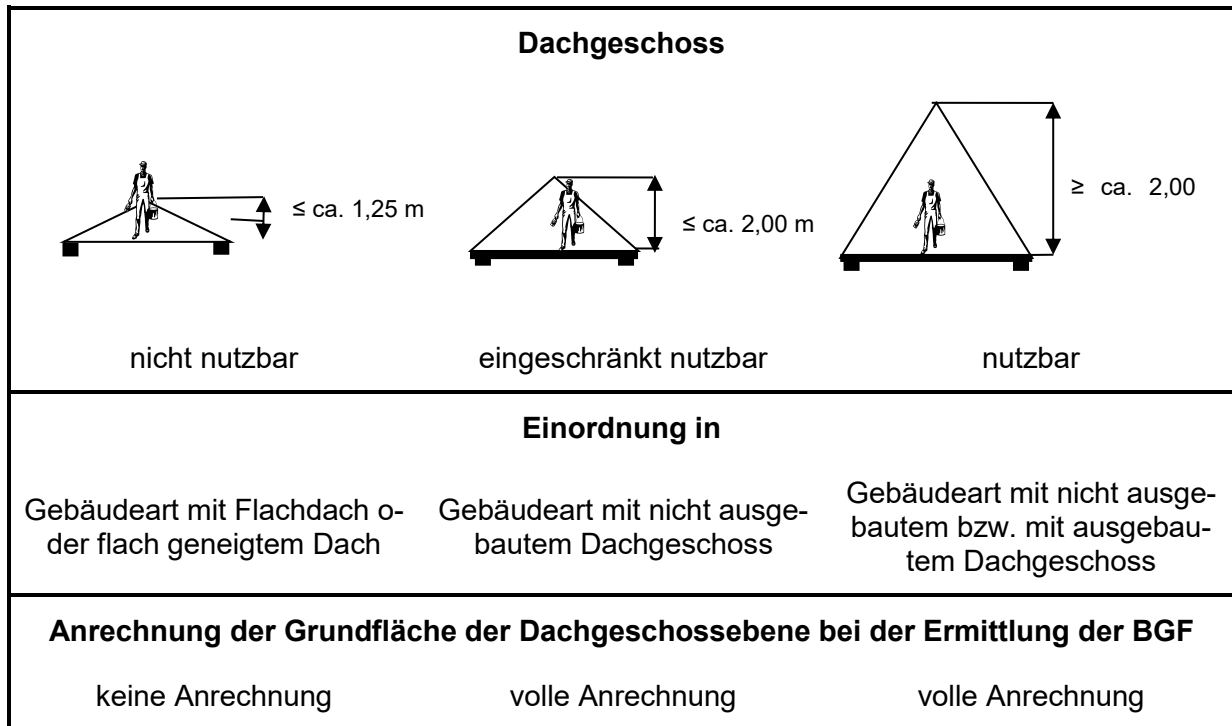 Dachgeschoss
≤ ca. 1,25 m
≤ ca. 2,00 m
≥ ca. 2,00
nicht nutzbar
eingeschränkt nutzbar
nutzbar
Einordnung in
Gebäudeart mit Flachdach o-
der flach geneigtem Dach
Gebäudeart mit nicht ausge-
bautem Dachgeschoss
Gebäudeart mit nicht ausge-
bautem bzw. mit ausgebau-
tem Dachgeschoss
Anrechnung der Grundfläche der Dachgeschossebene bei der Ermittlung der BGF
keine Anrechnung
volle Anrechnung
volle Anrechnung